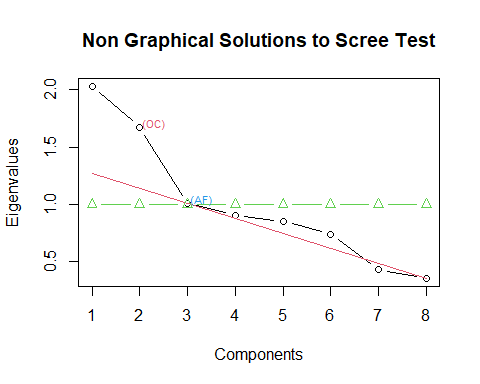 Non Graphical Solutions to Scree Test
Eigenvalues
2.0
1.5
1.0
0.5
(OC)
(AF)
1 2 3 4 5 6 7 8
Components